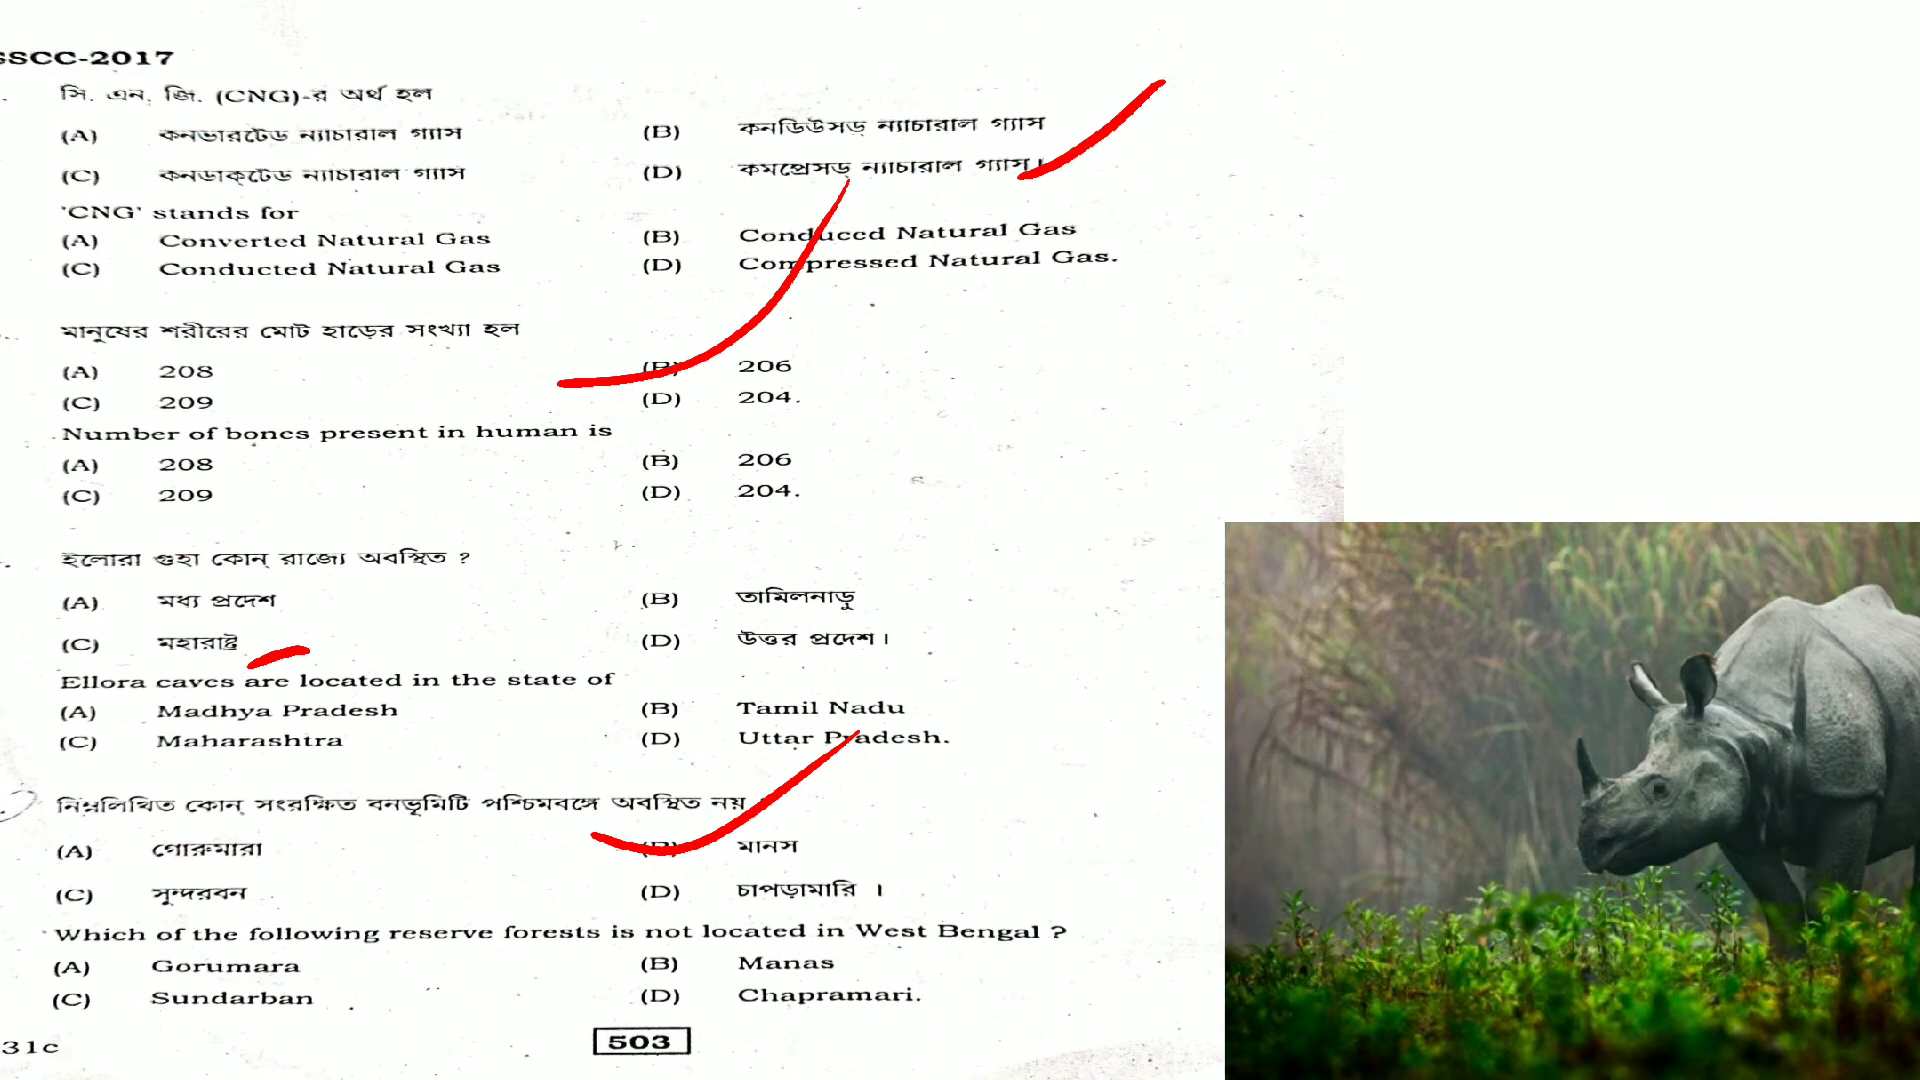 SSCC-2017
সি. এন. জি. (CNG)-র অর্থ হল
(A) কনভারটেড ন্যাচারাল গ্যাস (B) কনডিউসড্ ন্যাচারাল গ্যাস
(C) কনডাক্‌টেড ন্যাচারাল গ্যাস (D) কমপ্রেসড্ ন্যাচারাল গ্যাস।
'CNG' stands for
(A) Converted Natural Gas (B) Conduced Natural Gas
(C) Conducted Natural Gas (D) Compressed Natural Gas.
মানুষের শরীরের মোট হাড়ের সংখ্যা হল
(A) 208 (B) 206
(C) 209 (D) 204.
Number of bones present in human is
(A) 208 (B) 206
(C) 209 (D) 204.
ইলোরা গুহা কোন্ রাজ্যে অবস্থিত ?
(A) মধ্য প্রদেশ (B) তামিলনাড়ু
(C) মহারাষ্ট্র (D) উত্তর প্রদেশ।
Ellora caves are located in the state of
(A) Madhya Pradesh (B) Tamil Nadu
(C) Maharashtra (D) Uttar Pradesh.
নিম্নলিখিত কোন্ সংরক্ষিত বনভূমিটি পশ্চিমবঙ্গে অবস্থিত নয়
(A) গোরুমারা (B) মানস
(C) সুন্দরবন (D) চাপড়ামারি ।
Which of the following reserve forests is not located in West Bengal ?
(A) Gorumara (B) Manas
(C) Sundarban (D) Chapramari.
31c 503